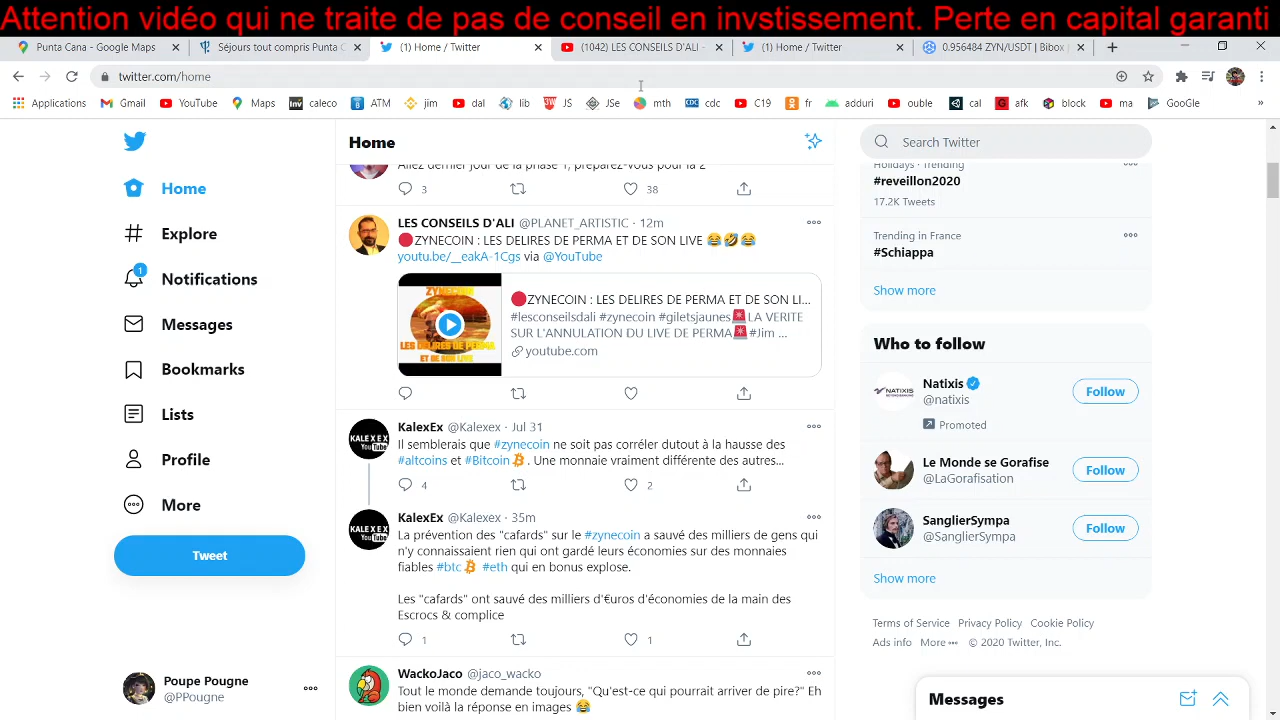 Attention vidéo qui ne traite de pas de conseil en invstissement. Perte en capital garanti
Punta Cana - Google Maps
Séjours tout compris Punta C
(1) Home / Twitter
(1042) LES CONSEILS D'ALI -
(1) Home / Twitter
0.956484 ZYN/USDT | Bibox
twitter.com/home
Applications
Gmail
YouTube
Maps
caleco
ATM
jim
dal
lib
JS
JSe
mth
cdc
C19
fr
adduri
ouble
cal
afk
block
ma
GooGle
»
Home
Explore
Notifications
1
Messages
Bookmarks
Lists
Profile
More
Tweet
Poupe Pougne
@PPougne
Home
Allez dernier jour de la phase 1, préparez-vous pour la 2
3
38
LES CONSEILS D'ALI @PLANET_ARTISTIC · 12m
🔴ZYNECOIN : LES DELIRES DE PERMA ET DE SON LIVE 😂🤣😂
youtu.be/__eakA-1Cgs via @YouTube
ZYNECOIN
LES DELIRES DE PERMA
ET DE SON LIVE
🔴ZYNECOIN : LES DELIRES DE PERMA ET DE SON LI...
#lesconseilsdali #zynecoin #giletsjaunes🚨LA VERITE
SUR L'ANNULATION DU LIVE DE PERMA🚨#Jim ...
youtube.com
KalexEx @Kalexex · Jul 31
Il semblerais que #zynecoin ne soit pas corréler dutout à la hausse des
#altcoins et #Bitcoin . Une monnaie vraiment différente des autres...
4
2
KalexEx @Kalexex · 35m
La prévention des "cafards" sur le #zynecoin a sauvé des milliers de gens qui
n'y connaissaient rien qui ont gardé leurs économies sur des monnaies
fiables #btc #eth qui en bonus explose.
Les "cafards" ont sauvé des milliers d'€uros d'économies de la main des
Escrocs & complice
1
1
WackoJaco @jaco_wacko
Tout le monde demande toujours, "Qu'est-ce qui pourrait arriver de pire?" Eh
bien voilà la réponse en images 😂
Search Twitter
Holidays · Trending
#reveillon2020
17.2K Tweets
Trending in France
#Schiappa
Show more
Who to follow
Natixis
@natixis
Follow
Promoted
Le Monde se Gorafise
@LaGorafisation
Follow
SanglierSympa
@SanglierSympa
Follow
Show more
Terms of Service Privacy Policy Cookie Policy
Ads info More © 2020 Twitter, Inc.
Messages